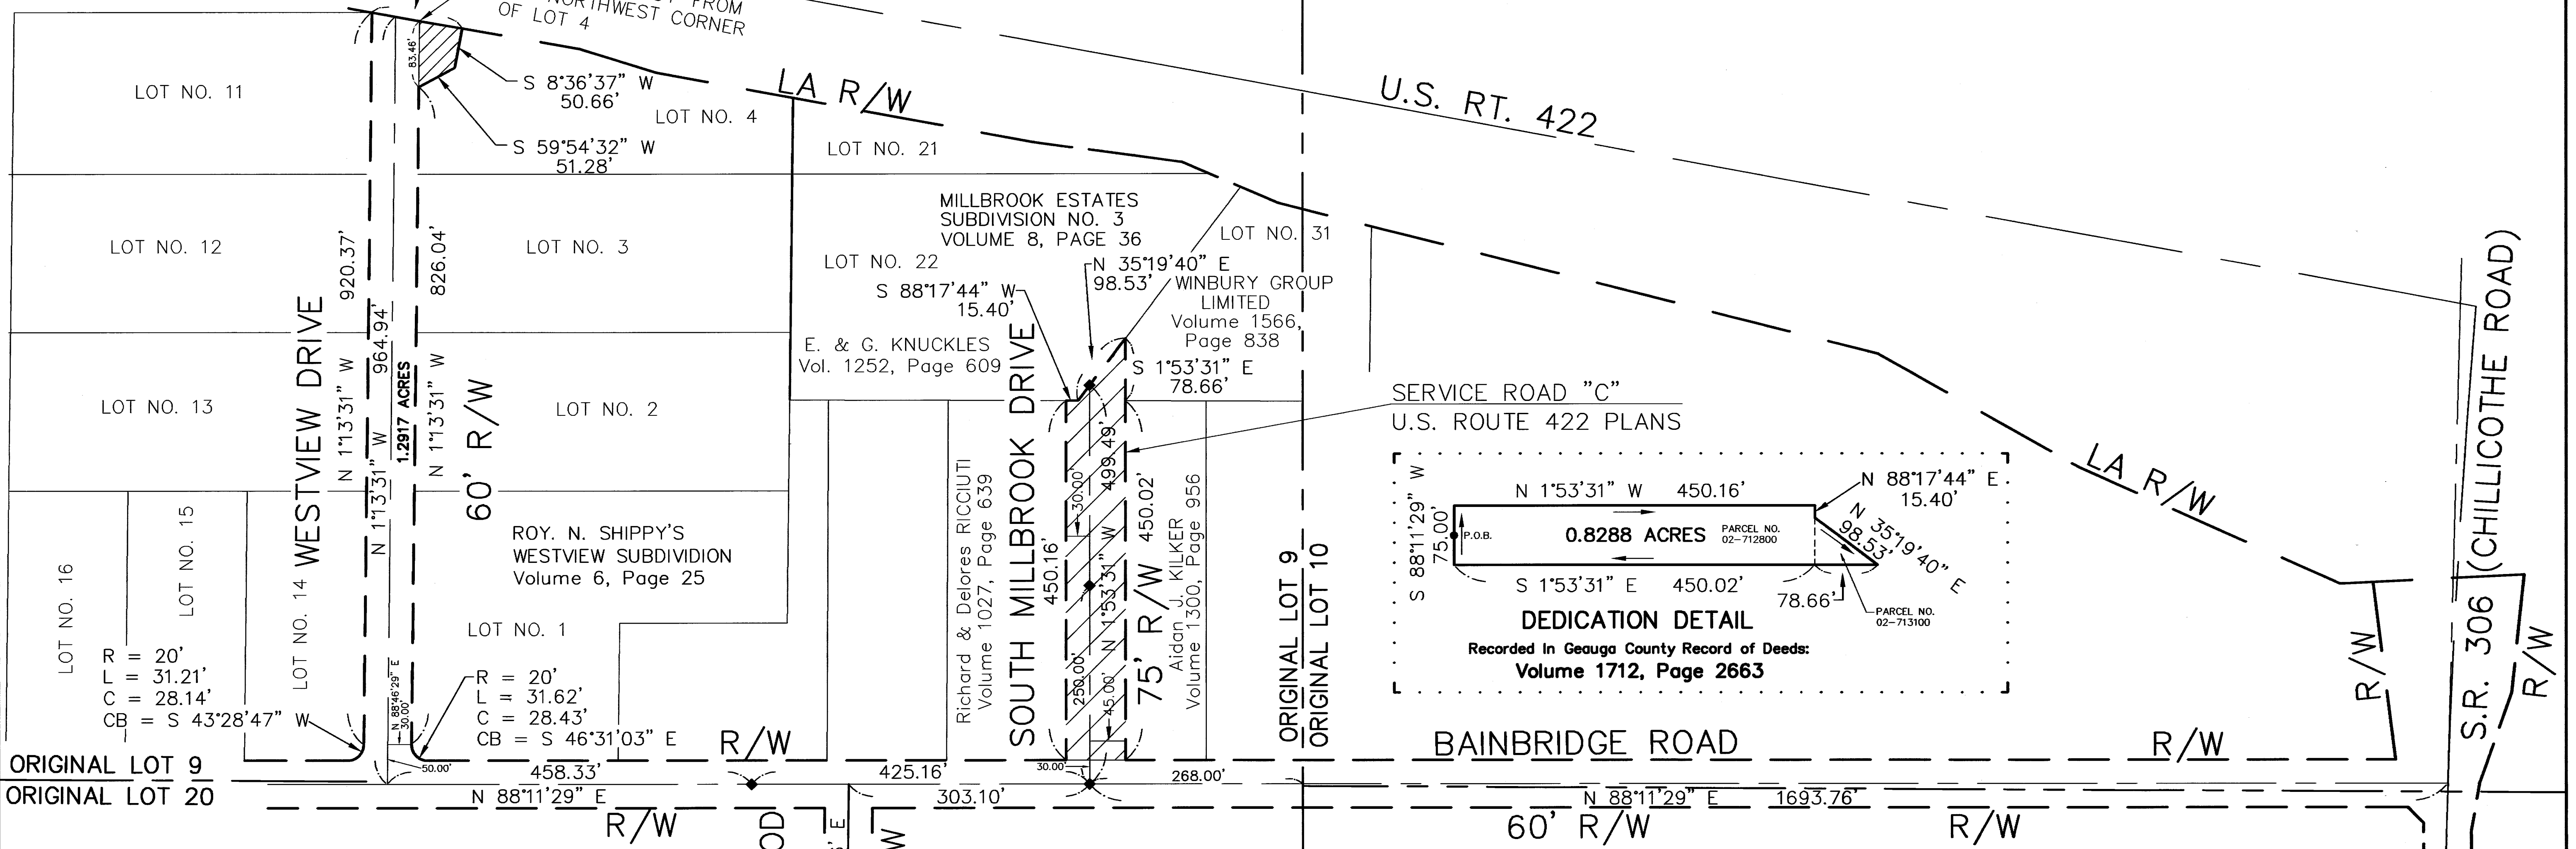 FROM
NORTHWEST CORNER
OF LOT 4
83.46'
S 8°36'37" W
50.66'
S 59°54'32" W
51.28'
LOT NO. 11
LOT NO. 4
LA R/W
LOT NO. 21
U.S. RT. 422
LOT NO. 12
920.37'
826.04'
LOT NO. 3
MILLBROOK ESTATES
SUBDIVISION NO. 3
VOLUME 8, PAGE 36
LOT NO. 31
LOT NO. 22
N 35°19'40" E
98.53'
S 88°17'44" W
15.40'
WINBURY GROUP
LIMITED
Volume 1566,
Page 838
E. & G. KNUCKLES
Vol. 1252, Page 609
S 1°53'31" E
78.66'
WESTVIEW DRIVE
N 1°13'31" W
N 1°13'31" W 964.94'
1.2917 ACRES
N 1°13'31" W
60' R/W
LOT NO. 13
LOT NO. 2
SERVICE ROAD "C"
U.S. ROUTE 422 PLANS
LOT NO. 16
LOT NO. 15
LOT NO. 14
ROY. N. SHIPPY'S
WESTVIEW SUBDIVIDION
Volume 6, Page 25
LOT NO. 1
Richard & Delores RICCIUTI
Volume 1027, Page 639
SOUTH MILLBROOK DRIVE
450.16'
30.00'
250.00'
499.49'
N 1°53'31" W
45.00'
450.02'
75' R/W
Aidan J. KILKER
Volume 1300, Page 956
ORIGINAL LOT 9
ORIGINAL LOT 10
S 88°11'29" W
75.00'
N 1°53'31" W 450.16'
N 88°17'44" E
15.40'
P.O.B.
0.8288 ACRES
PARCEL NO.
02-712800
N 35°19'40" E
98.53'
S 1°53'31" E 450.02'
78.66'
PARCEL NO.
02-713100
DEDICATION DETAIL
Recorded In Geauga County Record of Deeds:
Volume 1712, Page 2663
LA R/W
R/W
S.R. 306 (CHILLICOTHE ROAD)
R/W
R = 20'
L = 31.21'
C = 28.14'
CB = S 43°28'47" W
N 88°46'29" E
30.00'
R = 20'
L = 31.62'
C = 28.43'
CB = S 46°31'03" E
R/W
BAINBRIDGE ROAD
R/W
ORIGINAL LOT 9
ORIGINAL LOT 20
50.00'
458.33'
425.16'
30.00'
268.00'
N 88°11'29" E
303.10'
N 88°11'29" E 1693.76'
R/W
60' R/W
R/W
OD
E
W